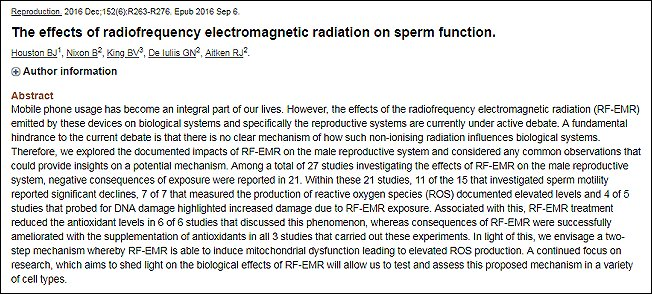 Reproduction. 2016 Dec;152(6):R263-R276. Epub 2016 Sep 6.
The effects of radiofrequency electromagnetic radiation on sperm function.
Houston BJ1, Nixon B2, King BV3, De Iuliis GN2, Aitken RJ2.
Author information
Abstract
Mobile phone usage has become an integral part of our lives. However, the effects of the radiofrequency electromagnetic radiation (RF-EMR)
emitted by these devices on biological systems and specifically the reproductive systems are currently under active debate. A fundamental
hindrance to the current debate is that there is no clear mechanism of how such non-ionising radiation influences biological systems.
Therefore, we explored the documented impacts of RF-EMR on the male reproductive system and considered any common observations that
could provide insights on a potential mechanism. Among a total of 27 studies investigating the effects of RF-EMR on the male reproductive
system, negative consequences of exposure were reported in 21. Within these 21 studies, 11 of the 15 that investigated sperm motility
reported significant declines, 7 of 7 that measured the production of reactive oxygen species (ROS) documented elevated levels and 4 of 5
studies that probed for DNA damage highlighted increased damage due to RF-EMR exposure. Associated with this, RF-EMR treatment
reduced the antioxidant levels in 6 of 6 studies that discussed this phenomenon, whereas consequences of RF-EMR were successfully
ameliorated with the supplementation of antioxidants in all 3 studies that carried out these experiments. In light of this, we envisage a two-
step mechanism whereby RF-EMR is able to induce mitochondrial dysfunction leading to elevated ROS production. A continued focus on
research, which aims to shed light on the biological effects of RF-EMR will allow us to test and assess this proposed mechanism in a variety
of cell types.